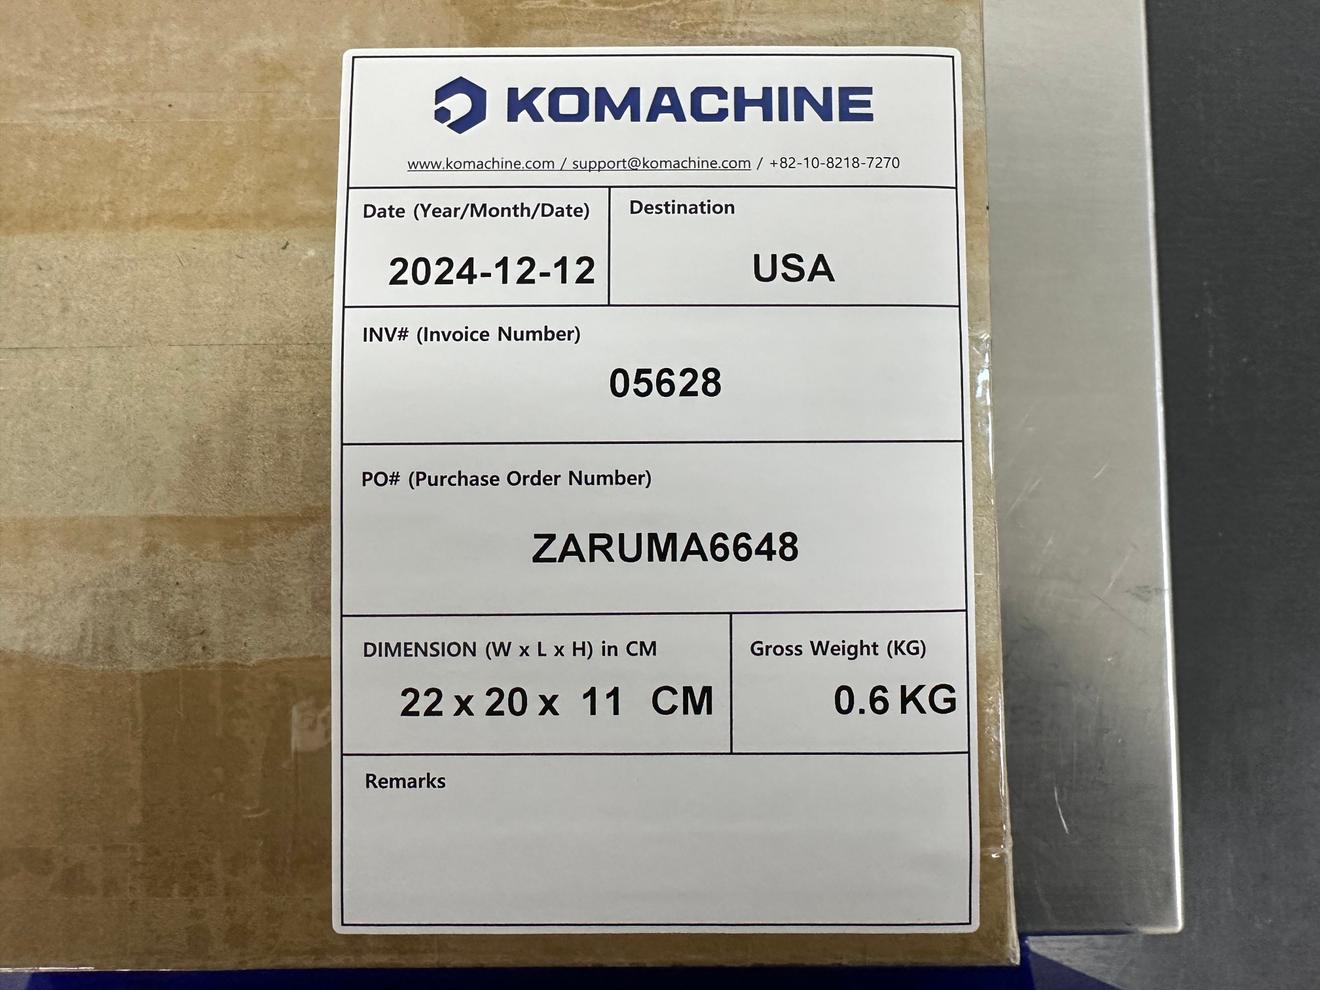 KOMACHINE
www.komachine.com / support@komachine.com / +82-10-8218-7270
Date (Year/Month/Date)
2024-12-12
Destination
USA
INV# (Invoice Number)
05628
PO# (Purchase Order Number)
ZARUMA6648
DIMENSION (W x L x H) in CM
22 x 20 x 11 CM
Gross Weight (KG)
0.6 KG
Remarks